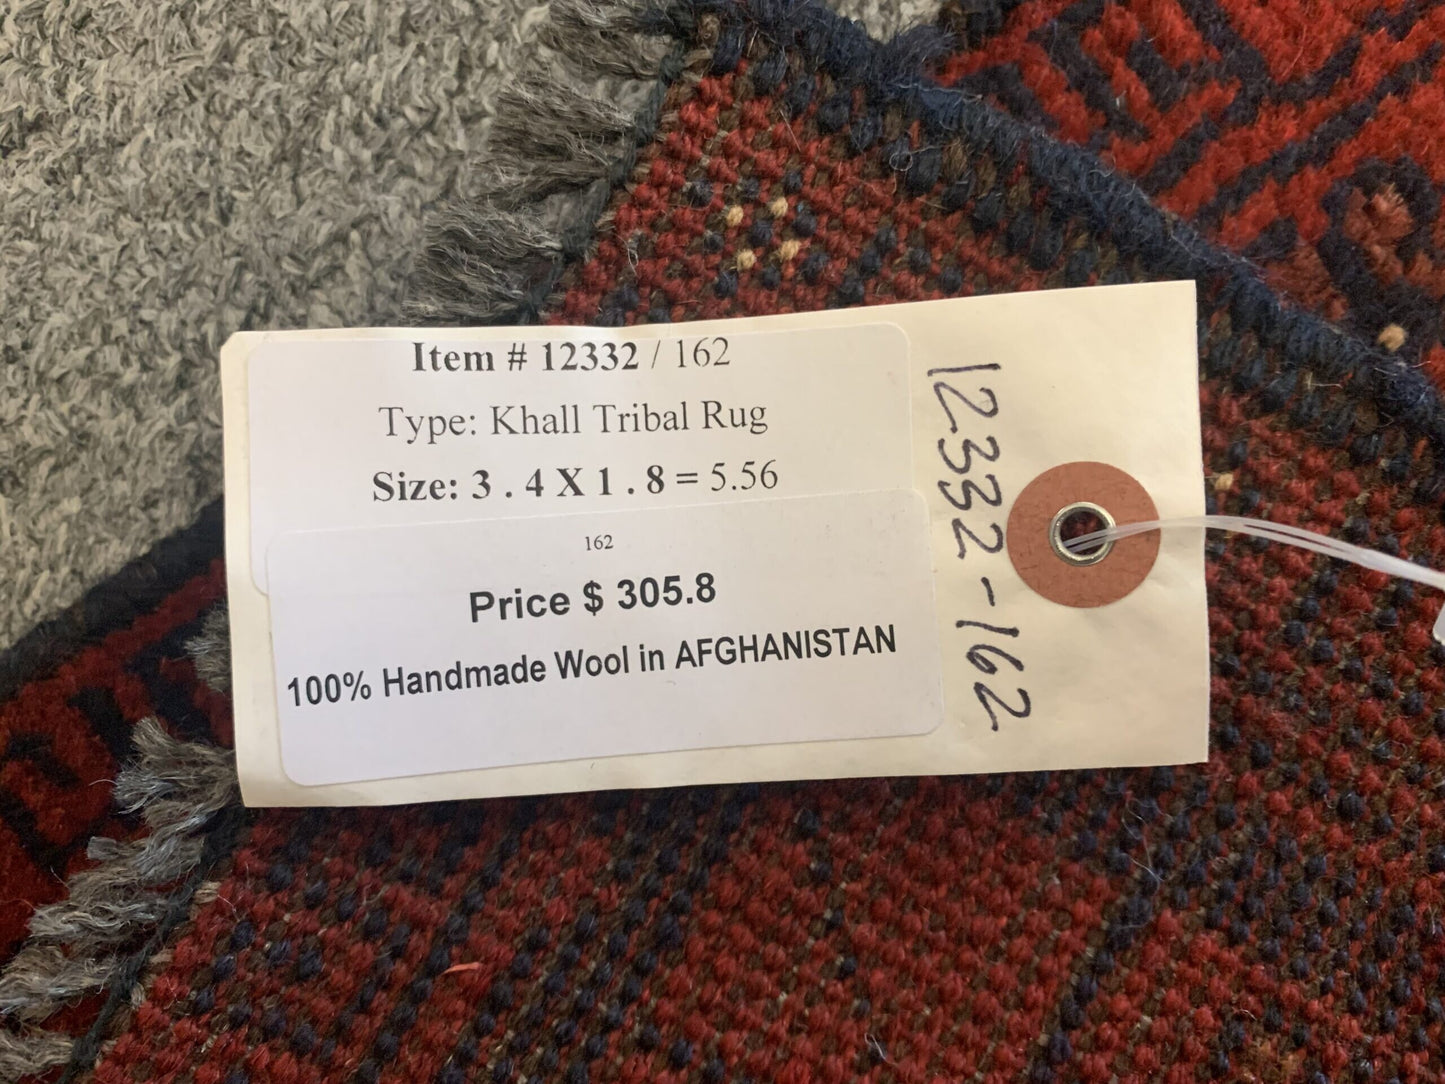 Item # 12332 / 162
Type: Khall Tribal Rug
Size: 3 . 4 X 1 . 8 = 5.56
162
Price $ 305.8
100% Handmade Wool in AFGHANISTAN
12332-162